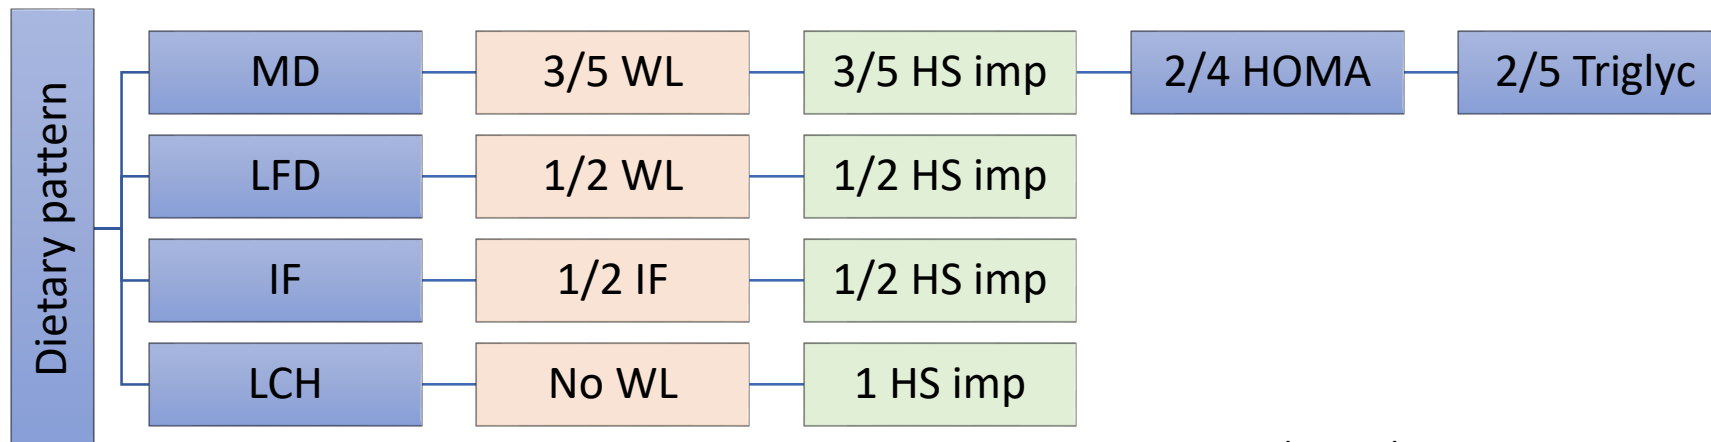 Dietary pattern
MD
3/5 WL
3/5 HS imp
2/4 HOMA
2/5 Triglyc
LFD
1/2 WL
1/2 HS imp
IF
1/2 IF
1/2 HS imp
LCH
No WL
1 HS imp